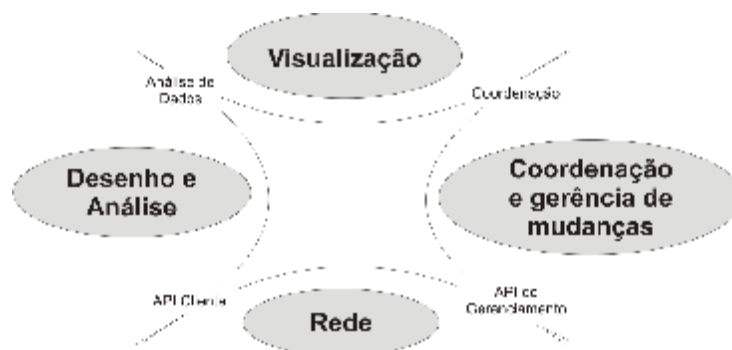 Visualização
Análise de
Dados
Coordenação
Desenho e
Análise
Coordenação
e gerência de
mudanças
API Cliente
API de
Gerenciamento
Rede